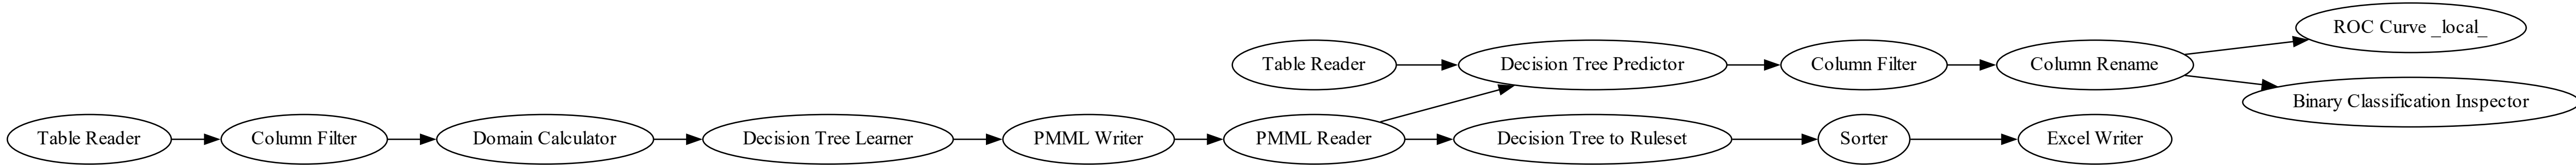 ROC Curve _local_
Table Reader
Decision Tree Predictor
Column Filter
Column Rename
Binary Classification Inspector
Table Reader
Column Filter
Domain Calculator
Decision Tree Learner
PMML Writer
PMML Reader
Decision Tree to Ruleset
Sorter
Excel Writer